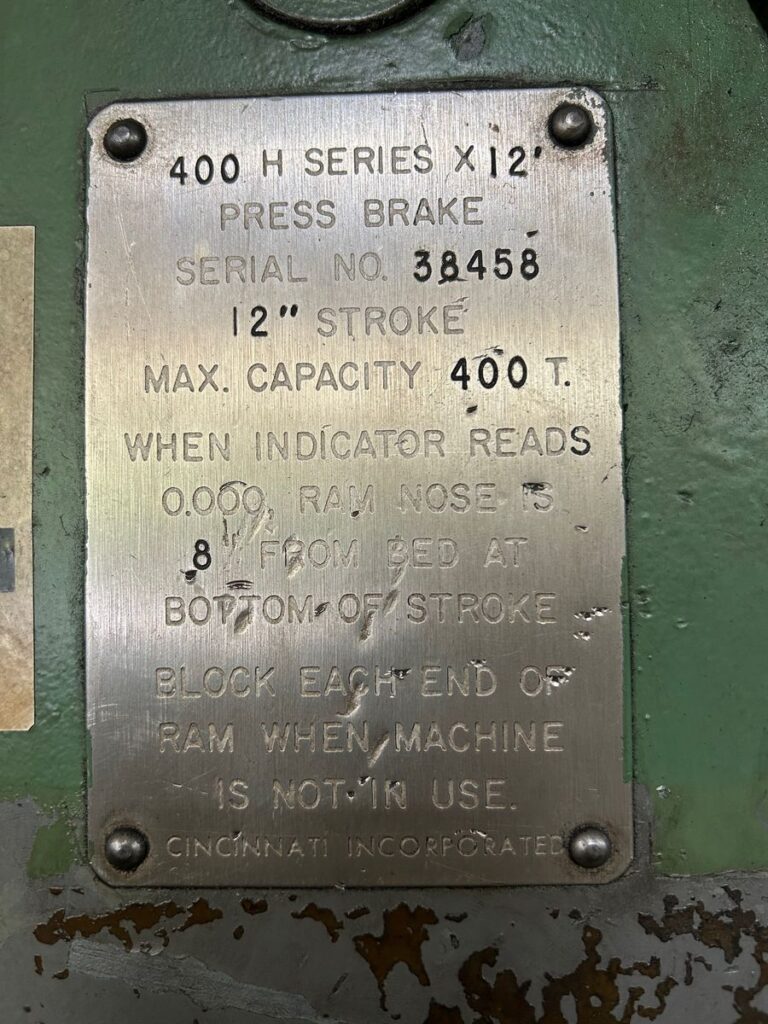 400 H SERIES X 12'
PRESS BRAKE
SERIAL NO. 38458
12" STROKE
MAX. CAPACITY 400 T.
WHEN INDICATOR READS
0.000, RAM NOSE IS
8" FROM BED AT
BOTTOM OF STROKE
BLOCK EACH END OF
RAM WHEN MACHINE
IS NOT IN USE.
CINCINNATI INCORPORATED